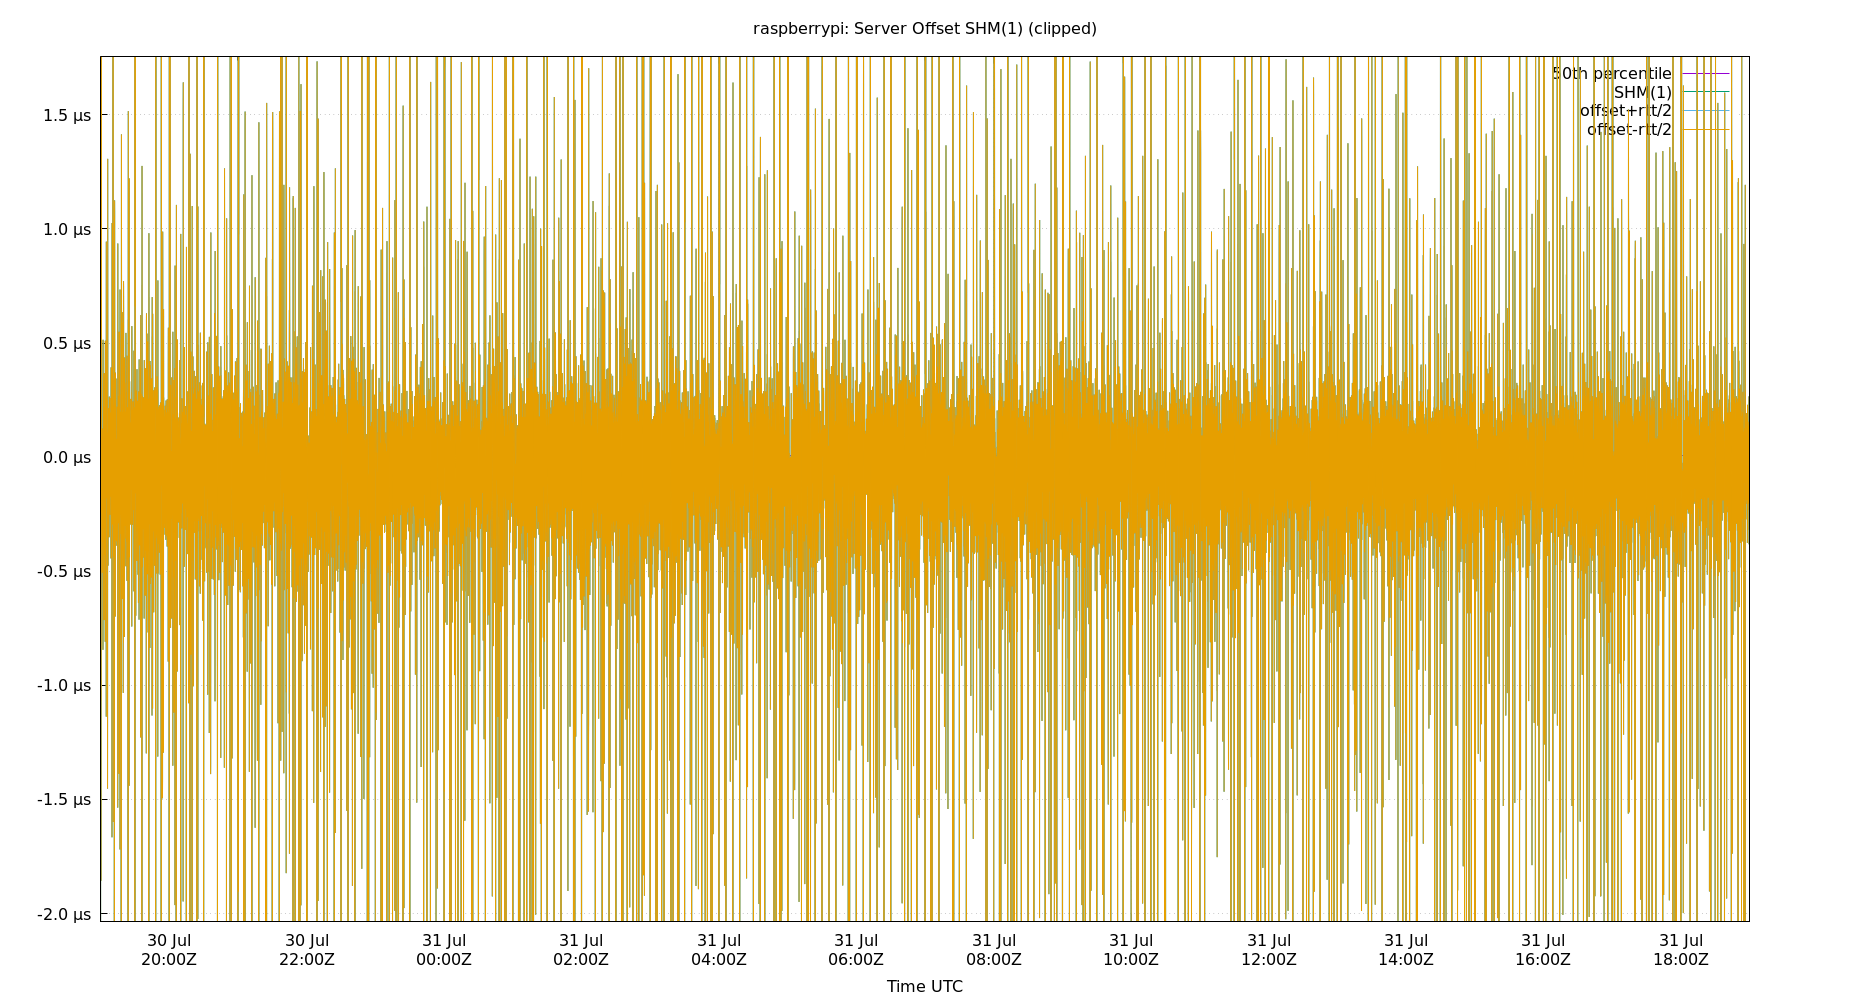 raspberrypi: Server Offset SHM(1) (clipped)
50th percentile
SHM(1)
offset+rtt/2
offset-rtt/2
1.5 µs
1.0 µs
0.5 µs
0.0 µs
-0.5 µs
-1.0 µs
-1.5 µs
-2.0 µs
30 Jul 30 Jul 31 Jul 31 Jul 31 Jul 31 Jul 31 Jul 31 Jul 31 Jul 31 Jul 31 Jul 31 Jul
20:00Z 22:00Z 00:00Z 02:00Z 04:00Z 06:00Z 08:00Z 10:00Z 12:00Z 14:00Z 16:00Z 18:00Z
Time UTC